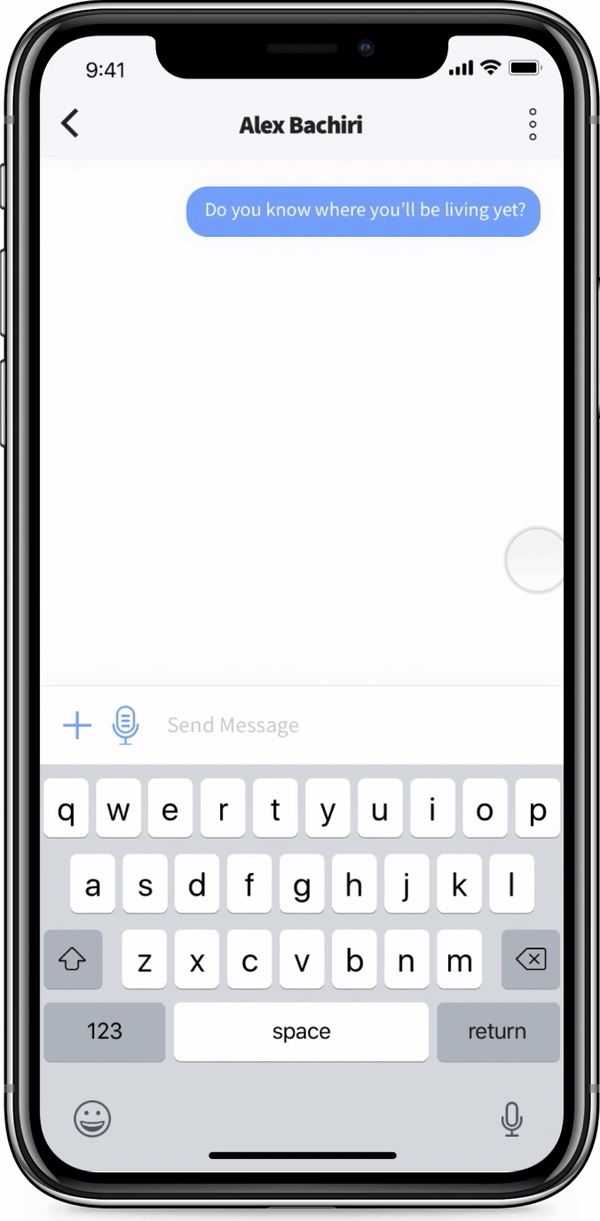 9:41
Alex Bachiri
Do you know where you’ll be living yet?
Send Message
q w e r t y u i o p
a s d f g h j k l
z x c v b n m
123 space return